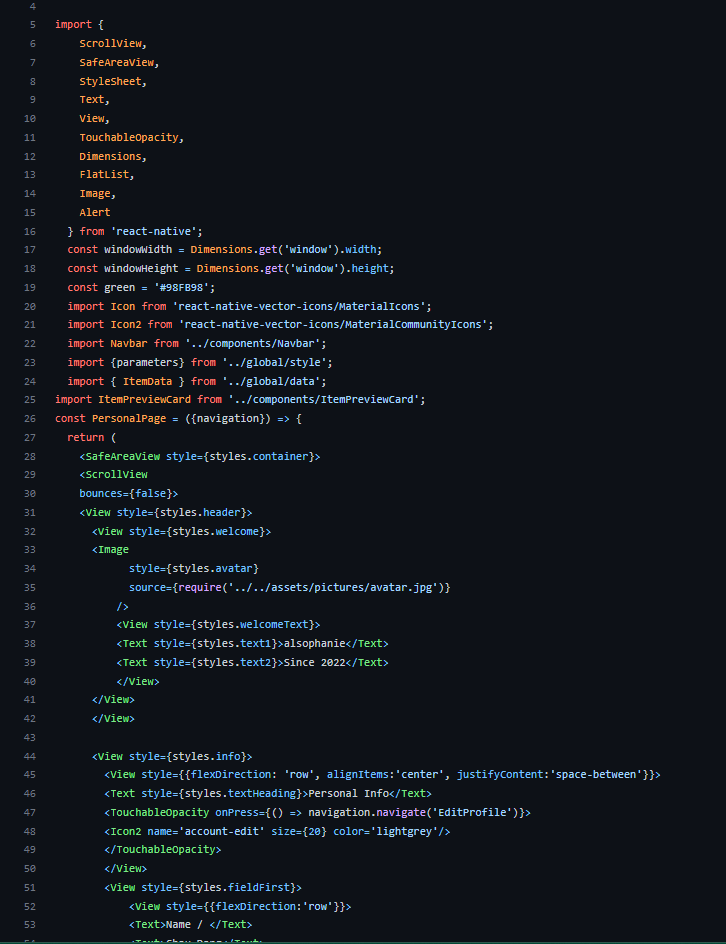 4
5 import {
6 ScrollView,
7 SafeAreaView,
8 StyleSheet,
9 Text,
10 View,
11 TouchableOpacity,
12 Dimensions,
13 FlatList,
14 Image,
15 Alert
16 } from 'react-native';
17 const windowWidth = Dimensions.get('window').width;
18 const windowHeight = Dimensions.get('window').height;
19 const green = '#98FB98';
20 import Icon from 'react-native-vector-icons/MaterialIcons';
21 import Icon2 from 'react-native-vector-icons/MaterialCommunityIcons';
22 import Navbar from '../components/Navbar';
23 import {parameters} from '../global/style';
24 import { ItemData } from '../global/data';
25 import ItemPreviewCard from '../components/ItemPreviewCard';
26 const PersonalPage = ({navigation}) => {
27 return (
28 <SafeAreaView style={styles.container}>
29 <ScrollView
30 bounces={false}>
31 <View style={styles.header}>
32 <View style={styles.welcome}>
33 <Image
34 style={styles.avatar}
35 source={require('../../assets/pictures/avatar.jpg')}
36 />
37 <View style={styles.welcomeText}>
38 <Text style={styles.text1}>alsophanie</Text>
39 <Text style={styles.text2}>Since 2022</Text>
40 </View>
41 </View>
42 </View>
43
44 <View style={styles.info}>
45 <View style={{flexDirection: 'row', alignItems:'center', justifyContent:'space-between'}}>
46 <Text style={styles.textHeading}>Personal Info</Text>
47 <TouchableOpacity onPress={() => navigation.navigate('EditProfile')}>
48 <Icon2 name='account-edit' size={20} color='lightgrey'/>
49 </TouchableOpacity>
50 </View>
51 <View style={styles.fieldFirst}>
52 <View style={{flexDirection:'row'}}>
53 <Text>Name / </Text>